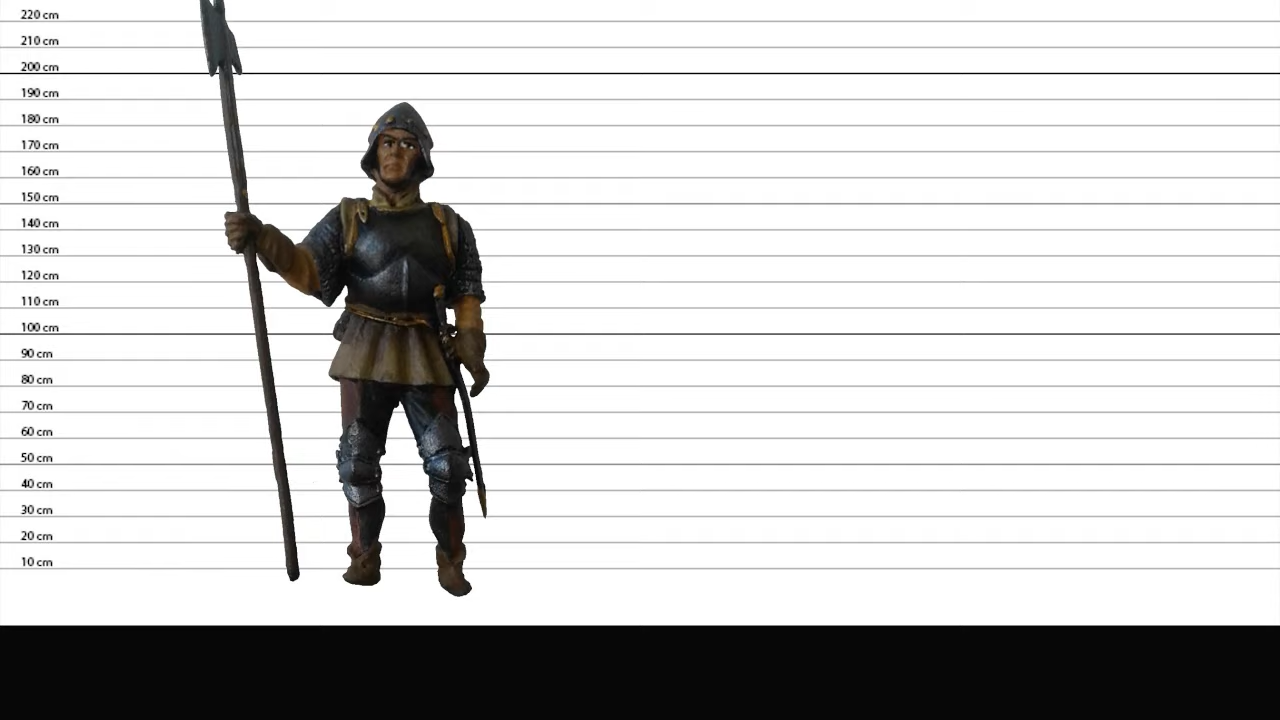 220 cm
210 cm
200 cm
190 cm
180 cm
170 cm
160 cm
150 cm
140 cm
130 cm
120 cm
110 cm
100 cm
90 cm
80 cm
70 cm
60 cm
50 cm
40 cm
30 cm
20 cm
10 cm